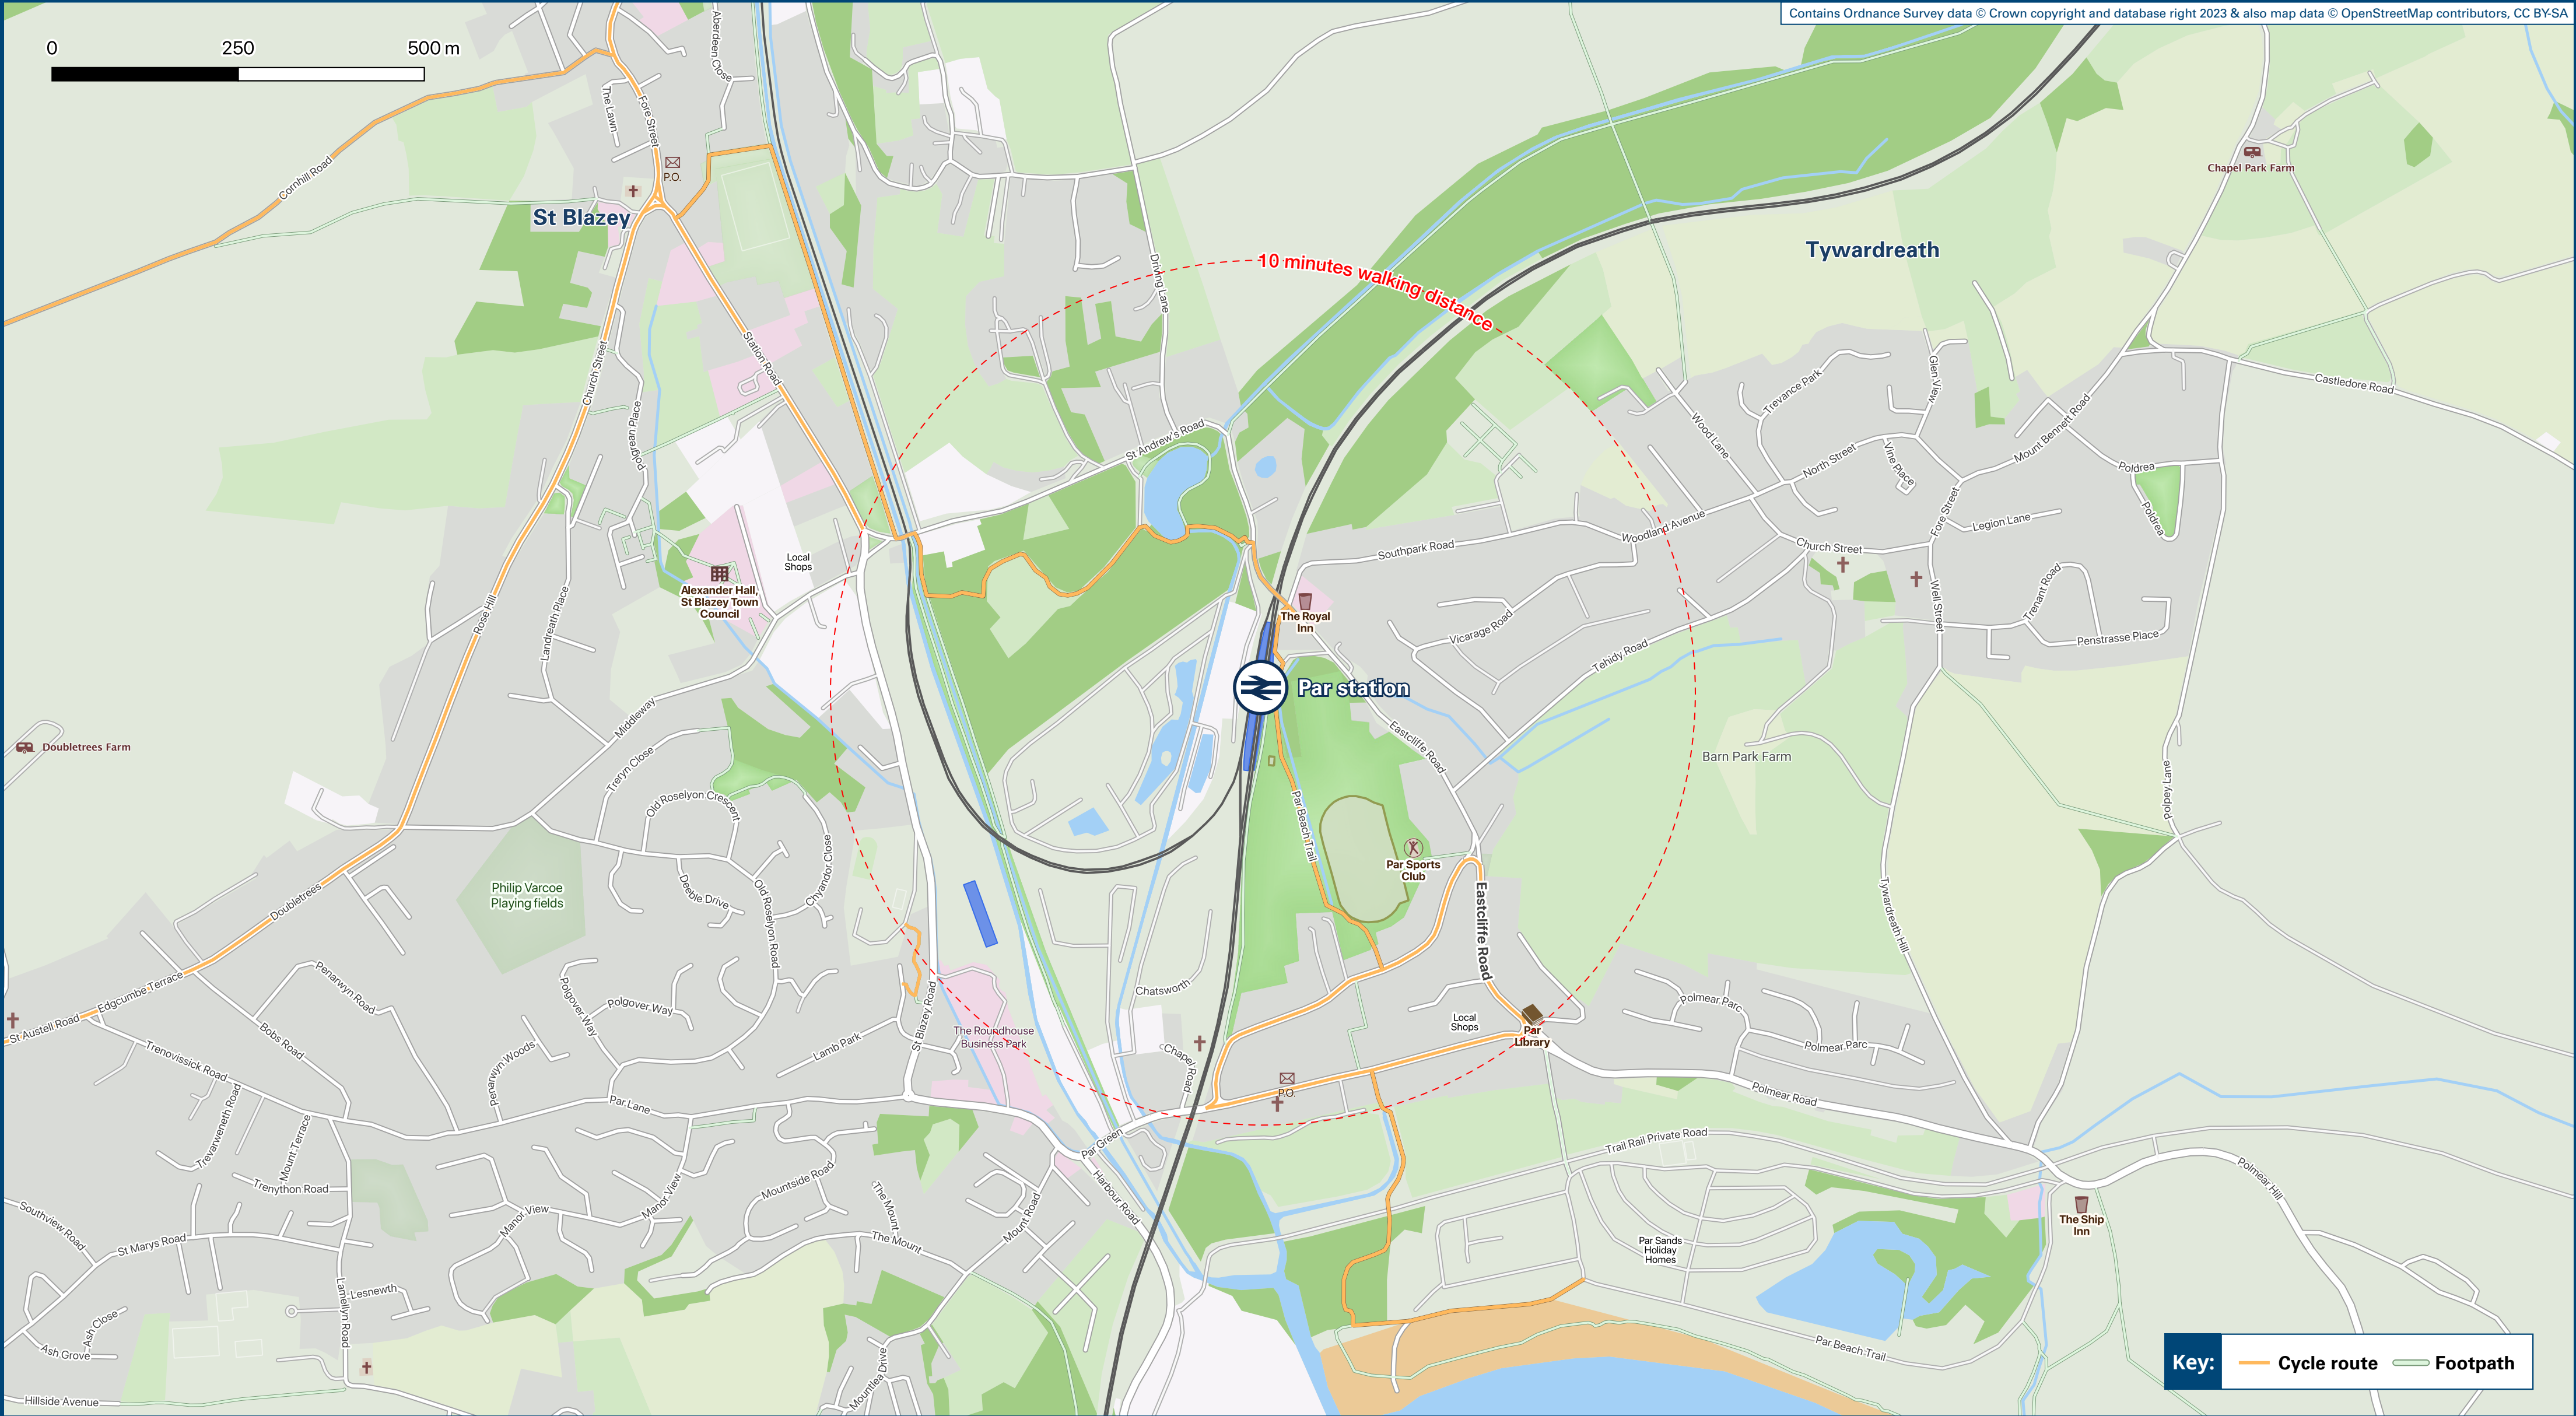 Contains Ordnance Survey data © Crown copyright and database right 2023 & also map data © OpenStreetMap contributors, CC BY-SA
0 250 500 m
Aberdeen Close
The Lawn
Fore Street
P.O.
Cornhill Road
St Blazey
Chapel Park Farm
Tywardreath
10 minutes walking distance
Driving Lane
Station Road
Church Street
Polgrean Place
Glen View
Trevance Park
Castledore Road
Wood Lane
Mount Bennett Road
St Andrew's Road
North Street
Vine Place
Poldrea
Poldrea
Fore Street
Legion Lane
Woodland Avenue
Southpark Road
Church Street
Local
Shops
Alexander Hall,
St Blazey Town
Council
Rose Hill
Landreath Place
The Royal
Inn
Well Street
Trenant Road
Penstrasse Place
Vicarage Road
Tehidy Road
Par station
Middleway
Doubletrees Farm
Treryn Close
Eastcliffe Road
Barn Park Farm
Polpey Lane
Old Roselyon Crescent
Par Beach Trail
Chyandor Close
Par Sports
Club
Philip Varcoe
Playing fields
Deeble Drive
Old Roselyon Road
Doubletrees
Eastcliffe Road
Tywardreath Hill
Edgcumbe Terrace
St Austell Road
Penarwyn Road
Polgover Way
Polgover Way
Chatsworth
Polmear Parc
St Blazey Road
The Roundhouse
Business Park
Local
Shops
Par
Library
Bobs Road
Trenovissick Road
Penarwyn Woods
Lamb Park
Chapel Road
Polmear Parc
P.O.
Polmear Road
Par Lane
Trevarweneth Road
Mount Terrace
Par Green
Trail Rail Private Road
Trenython Road
Mountside Road
Manor View
Manor View
The Mount
The Mount
Mount Road
Harbour Road
Polmear Hill
Southview Road
St Marys Road
The Ship
Inn
Par Sands
Holiday
Homes
Lamellyn Road
Lesnewth
Ash Close
Ash Grove
Mountlea Drive
Par Beach Trail
Hillside Avenue
Key: Cycle route Footpath